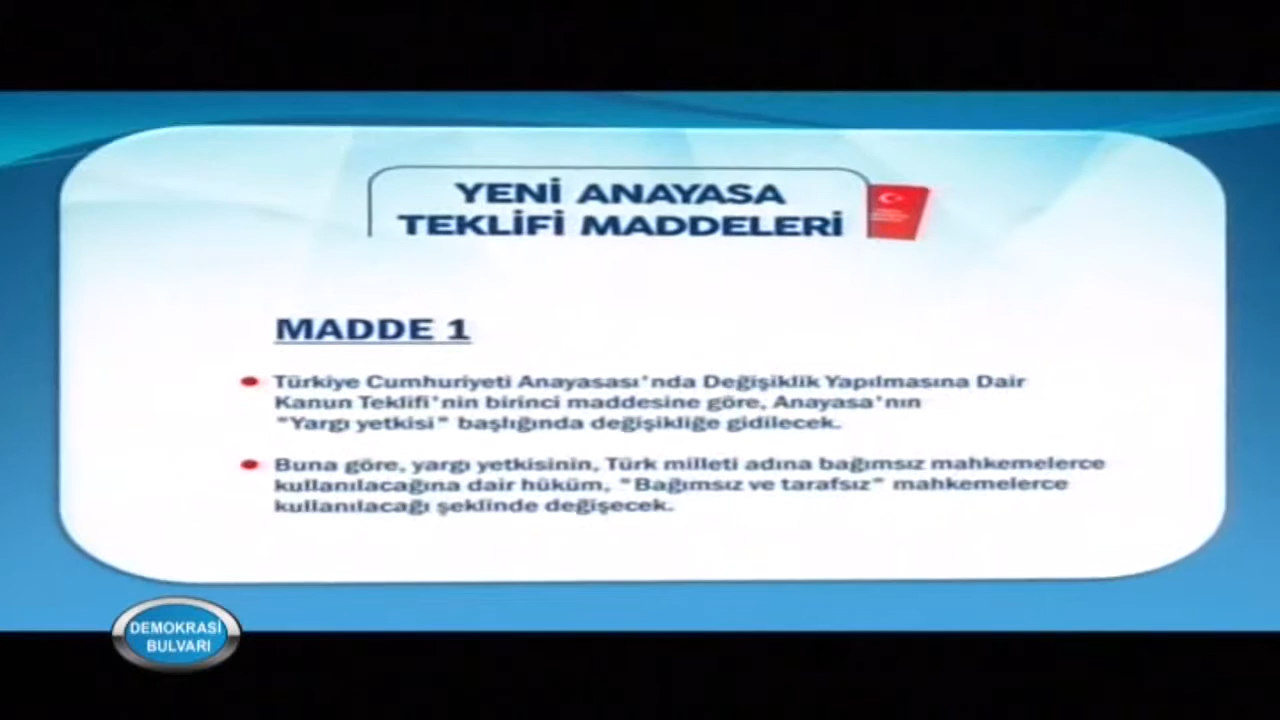 YENİ ANAYASA
TEKLİFİ MADDELERİ
MADDE 1
Türkiye Cumhuriyeti Anayasası'nda Değişiklik Yapılmasına Dair
Kanun Teklifi'nin birinci maddesine göre, Anayasa'nın
"Yargı yetkisi" başlığında değişikliğe gidilecek.
Buna göre, yargı yetkisinin, Türk milleti adına bağımsız mahkemelerce
kullanılacağına dair hüküm, "Bağımsız ve tarafsız" mahkemelerce
kullanılacağı şeklinde değişecek.
DEMOKRASİ
BULVARI